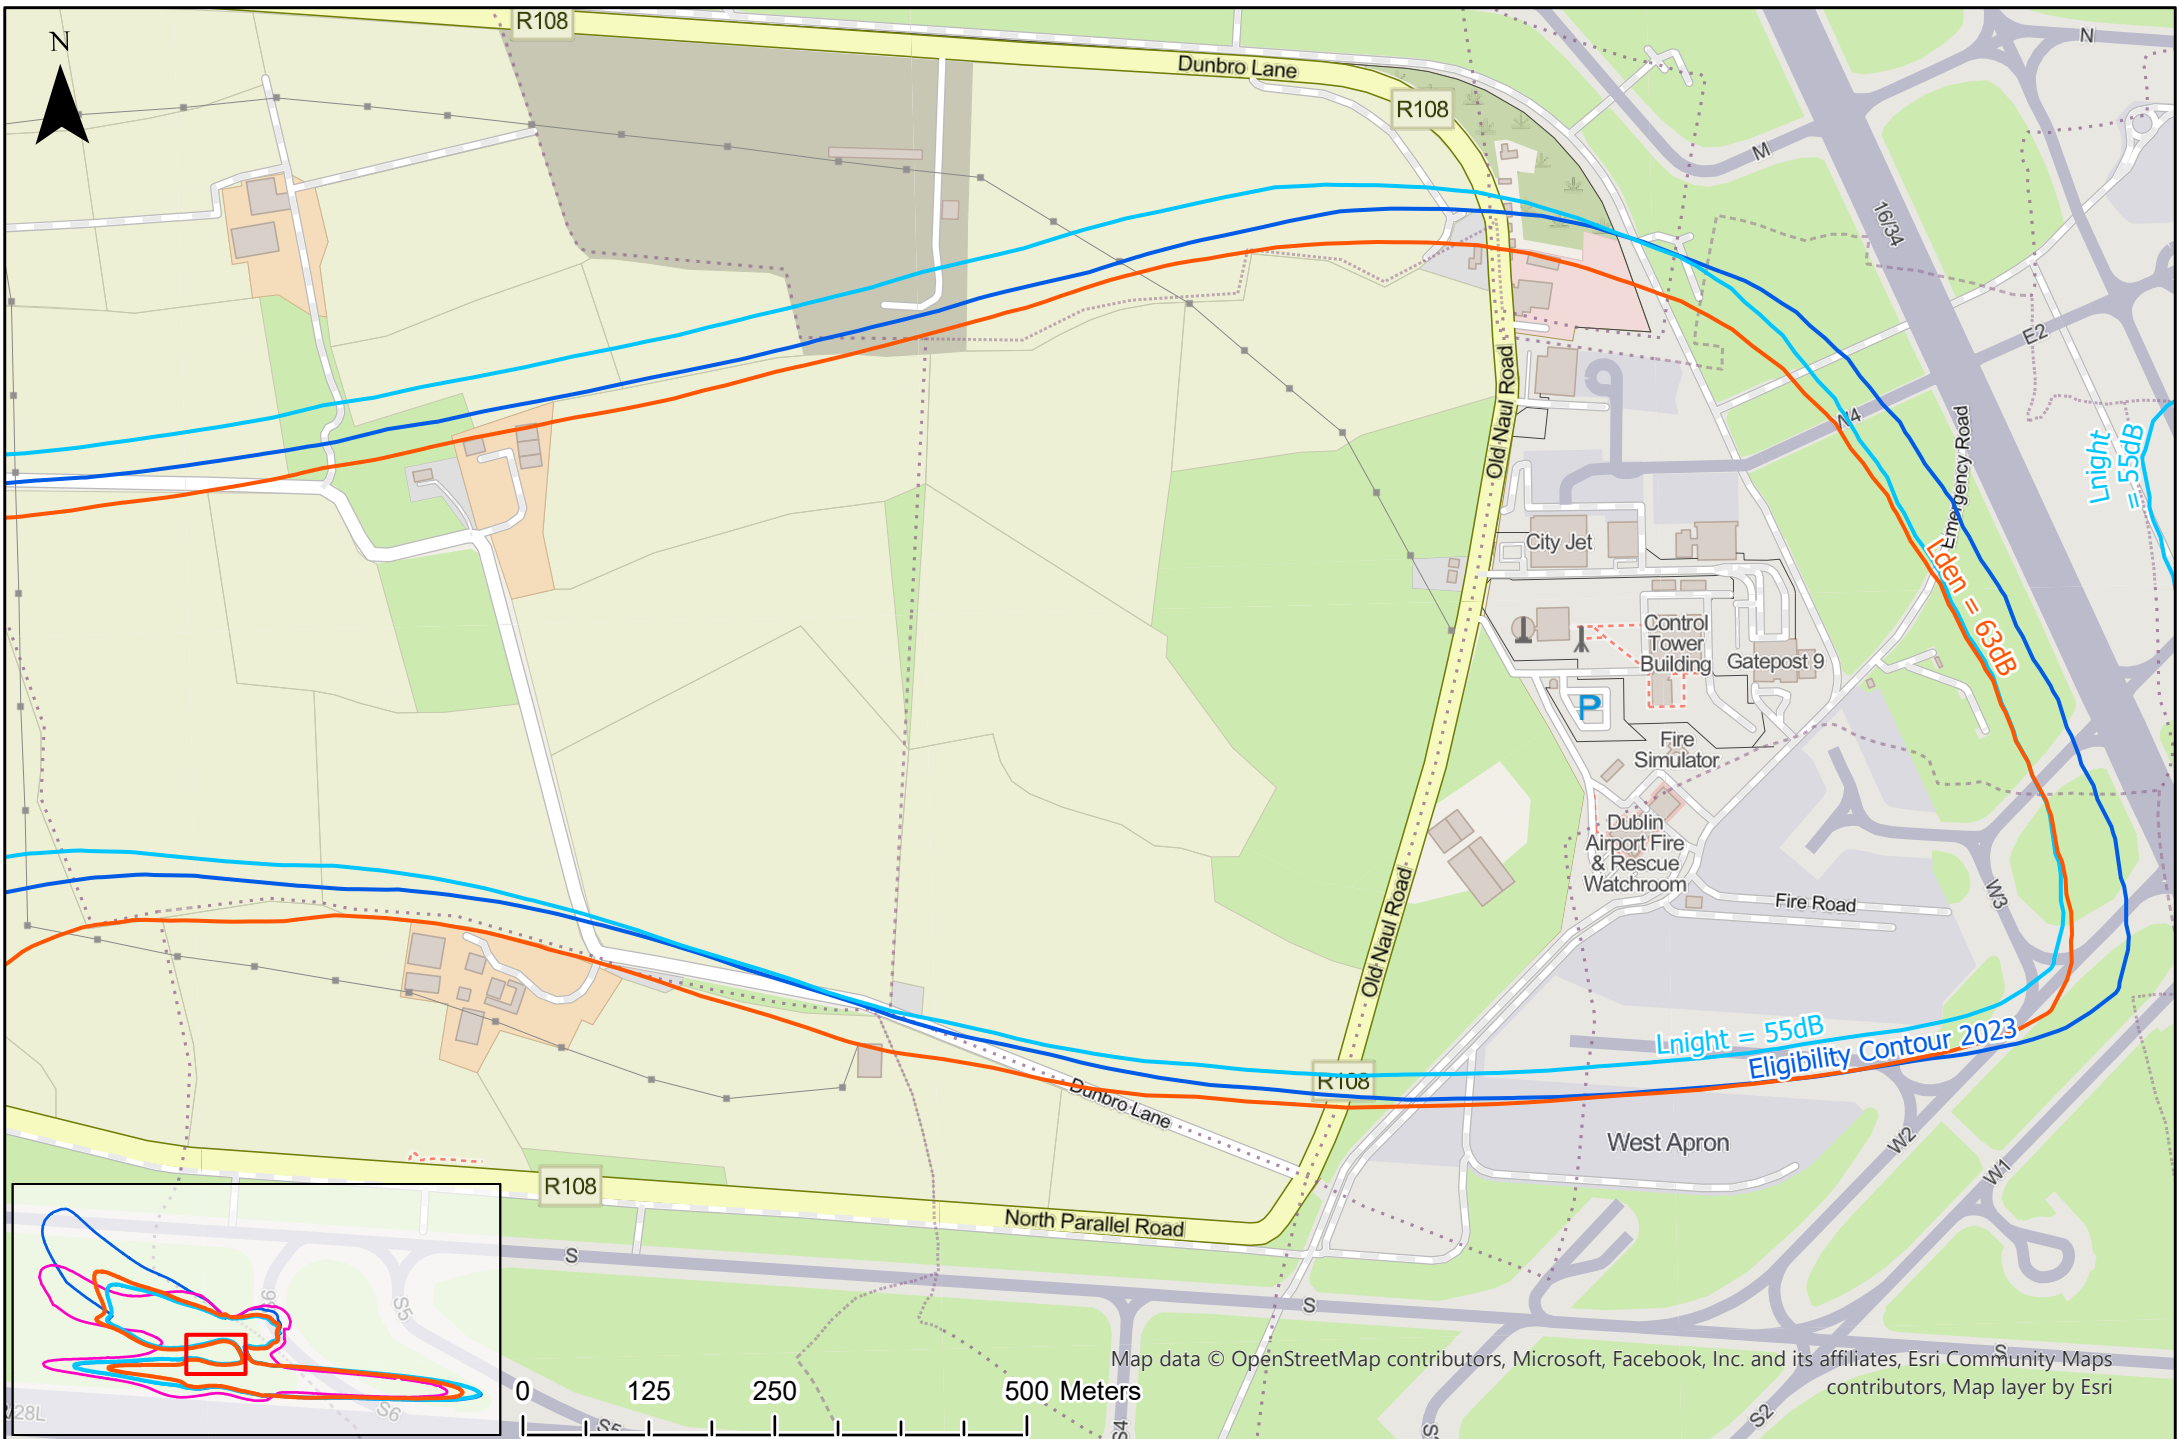 R108
N
Dunbro Lane
R108
N
M
16/34
E2
N4
Old Naul Road
Emergency Road
Lnight
= 55dB
City Jet
Lden = 63dB
Control
Tower
Building
Gatepost 9
P
Fire
Simulator
Dublin
Airport Fire
& Rescue
Watchroom
W3
Fire Road
Old Naul Road
Lnight = 55dB
Eligibility Contour 2023
R108
Dunbro Lane
West Apron
W2
W1
R108
North Parallel Road
S
S
S
S5
S6
/28L
S5
S4
S2
Map data © OpenStreetMap contributors, Microsoft, Facebook, Inc. and its affiliates, Esri Community Maps
contributors, Map layer by Esri
0 125 250 500 Meters